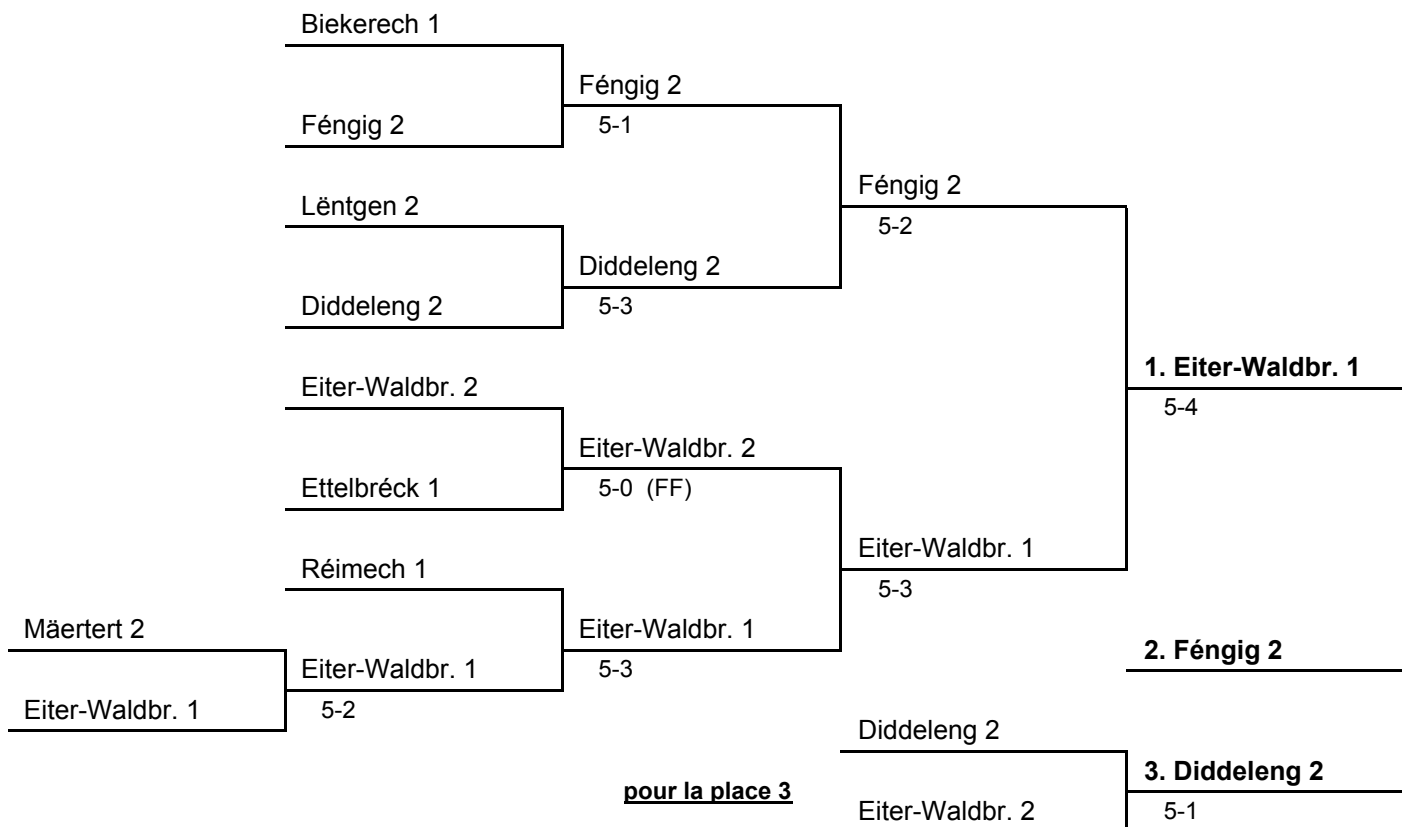 Biekerech 1
Féngig 2
5-1
Féngig 2
Féngig 2
5-2
Lëntgen 2
Diddeleng 2
5-3
Diddeleng 2
1. Eiter-Waldbr. 1
5-4
Eiter-Waldbr. 2
Eiter-Waldbr. 2
5-0 (FF)
Ettelbréck 1
Eiter-Waldbr. 1
5-3
Réimech 1
Mäertert 2
Eiter-Waldbr. 1
5-3
Eiter-Waldbr. 1
5-2
Eiter-Waldbr. 1
2. Féngig 2
Diddeleng 2
pour la place 3
3. Diddeleng 2
5-1
Eiter-Waldbr. 2